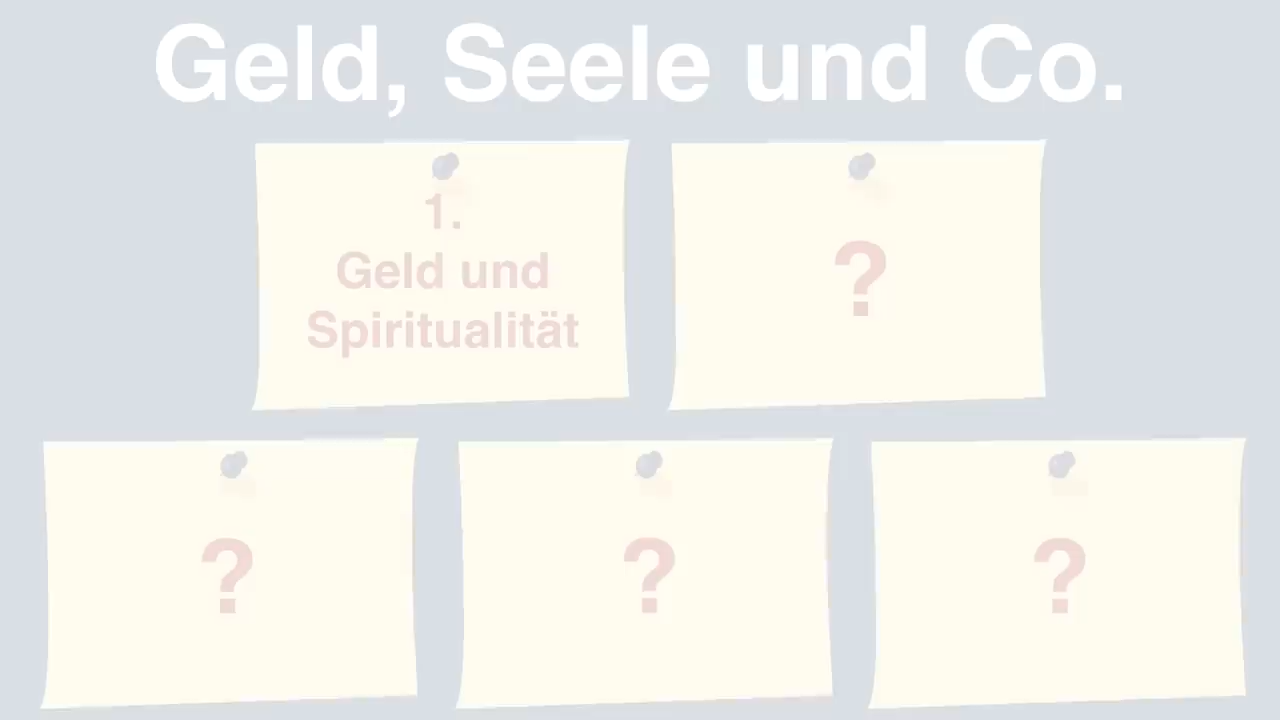 Geld, Seele und Co.
1.
Geld und
Spiritualität
?
?
?
?